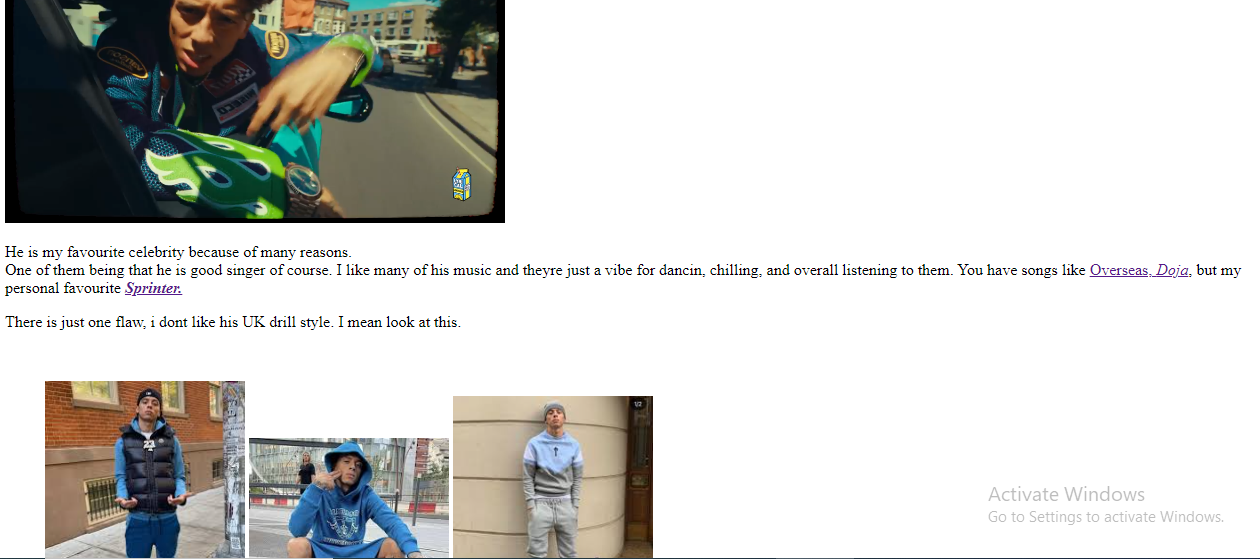 He is my favourite celebrity because of many reasons.
One of them being that he is good singer of course. I like many of his music and theyre just a vibe for dancin, chilling, and overall listening to them. You have songs like Overseas, Doja, but my
personal favourite Sprinter.
There is just one flaw, i dont like his UK drill style. I mean look at this.
1/2
23
Activate Windows
Go to Settings to activate Windows.